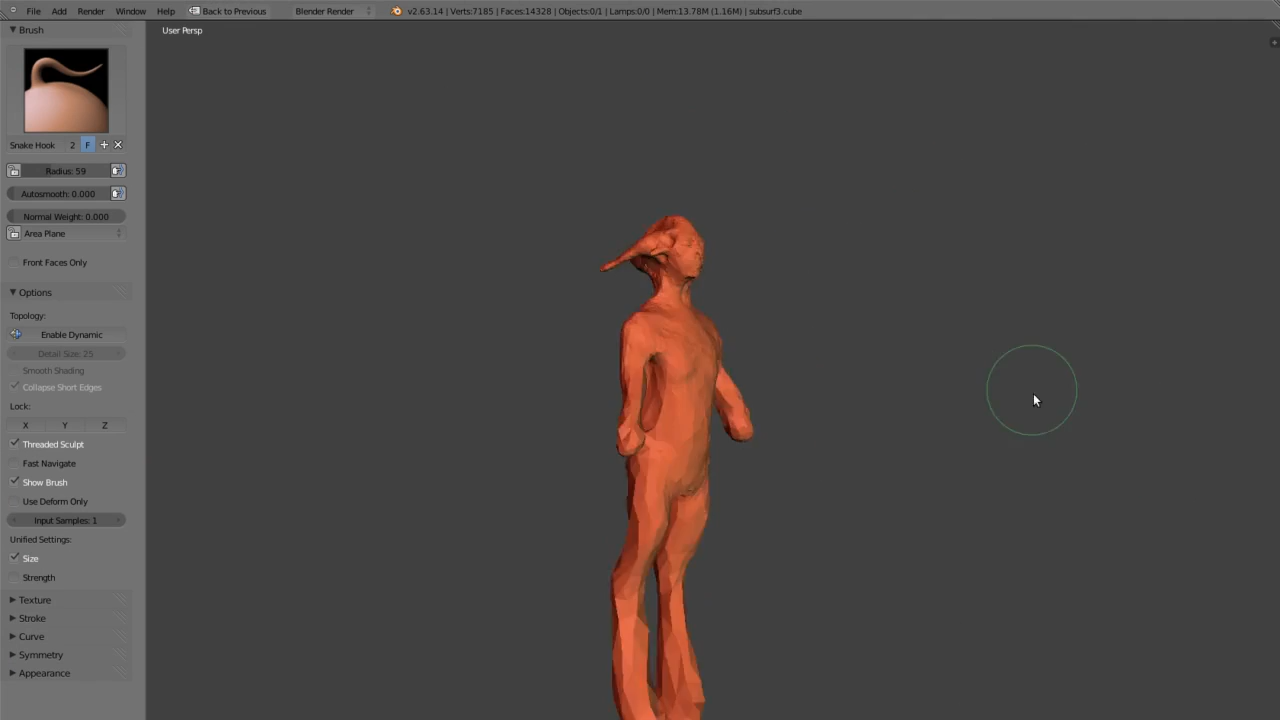 File Add Render Window Help Back to Previous Blender Render v2.63.14 | Verts:7185 | Faces:14328 | Objects:0/1 | Lamps:0/0 | Mem:13.78M (1.16M) | subsurf3.cube
Brush
User Persp
Snake Hook 2 F
Radius: 59
Autosmooth: 0.000
Normal Weight: 0.000
Area Plane
Front Faces Only
Options
Topology:
Enable Dynamic
Detail Size: 25
Smooth Shading
Collapse Short Edges
Lock:
X Y Z
Threaded Sculpt
Fast Navigate
Show Brush
Use Deform Only
Input Samples: 1
Unified Settings:
Size
Strength
Texture
Stroke
Curve
Symmetry
Appearance